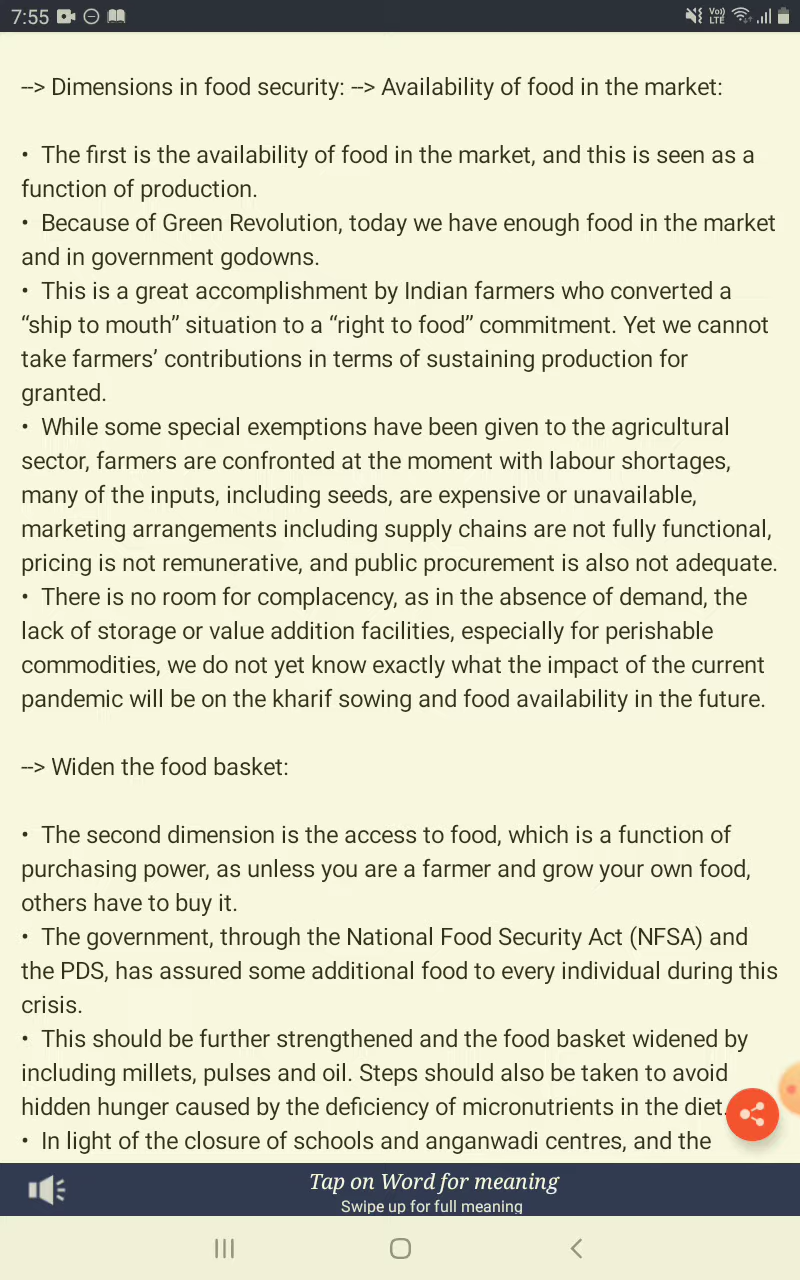 7:55
Vo))
LTE
--> Dimensions in food security: --> Availability of food in the market:
• The first is the availability of food in the market, and this is seen as a
function of production.
• Because of Green Revolution, today we have enough food in the market
and in government godowns.
• This is a great accomplishment by Indian farmers who converted a
“ship to mouth” situation to a “right to food” commitment. Yet we cannot
take farmers’ contributions in terms of sustaining production for
granted.
• While some special exemptions have been given to the agricultural
sector, farmers are confronted at the moment with labour shortages,
many of the inputs, including seeds, are expensive or unavailable,
marketing arrangements including supply chains are not fully functional,
pricing is not remunerative, and public procurement is also not adequate.
• There is no room for complacency, as in the absence of demand, the
lack of storage or value addition facilities, especially for perishable
commodities, we do not yet know exactly what the impact of the current
pandemic will be on the kharif sowing and food availability in the future.
--> Widen the food basket:
• The second dimension is the access to food, which is a function of
purchasing power, as unless you are a farmer and grow your own food,
others have to buy it.
• The government, through the National Food Security Act (NFSA) and
the PDS, has assured some additional food to every individual during this
crisis.
• This should be further strengthened and the food basket widened by
including millets, pulses and oil. Steps should also be taken to avoid
hidden hunger caused by the deficiency of micronutrients in the diet.
• In light of the closure of schools and anganwadi centres, and the
Tap on Word for meaning
Swipe up for full meaning